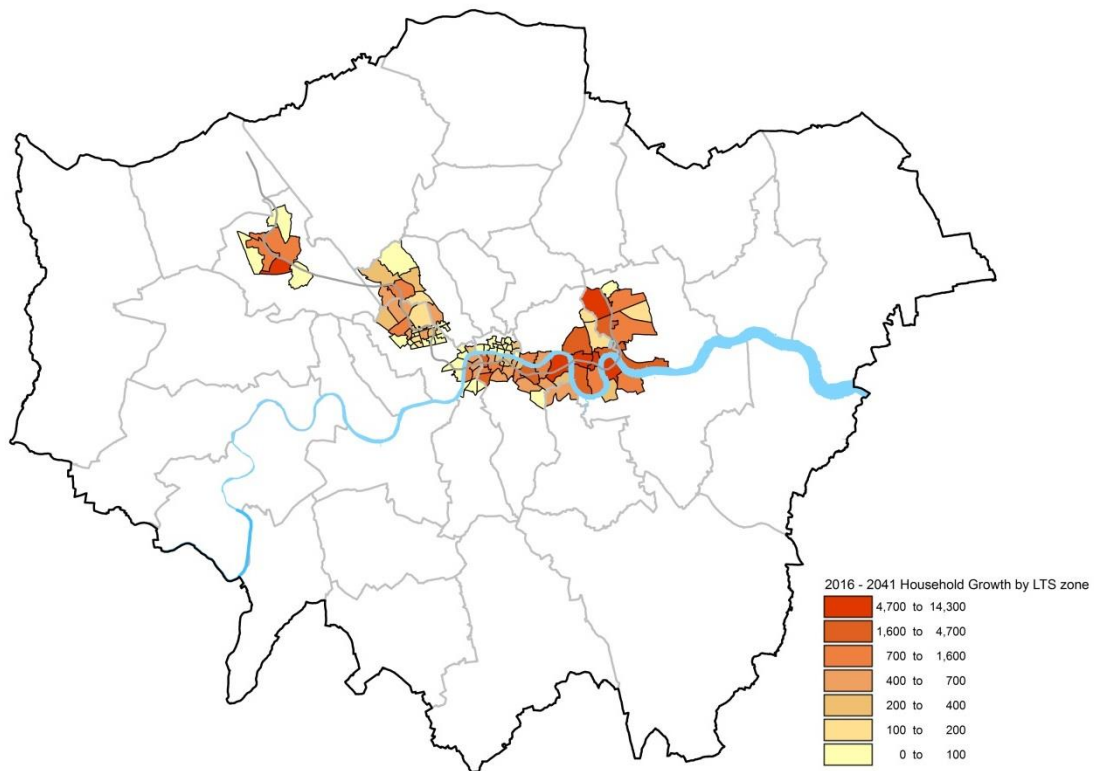 2016 - 2041 Household Growth by LTS zone
4,700 to 14,300
1,600 to 4,700
700 to 1,600
400 to 700
200 to 400
100 to 200
0 to 100